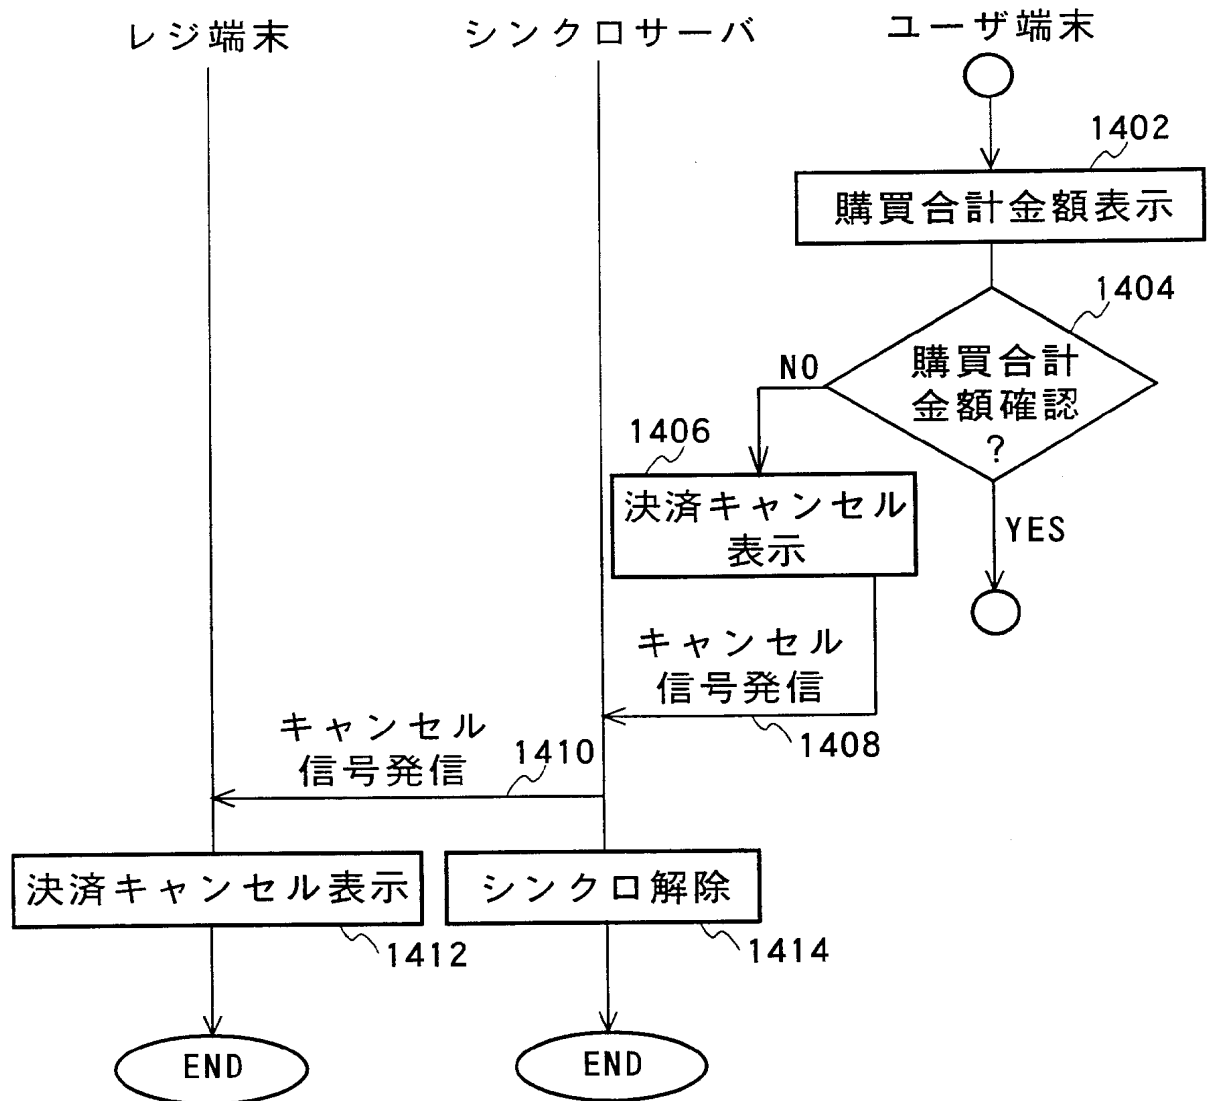 レジ端末
シンクロサーバ
ユーザ端末
1402
購買合計金額表示
1404
購買合計
金額確認
？
NO
YES
1406
決済キャンセル
表示
キャンセル
信号発信
1408
キャンセル
信号発信
1410
決済キャンセル表示
1412
シンクロ解除
1414
END
END